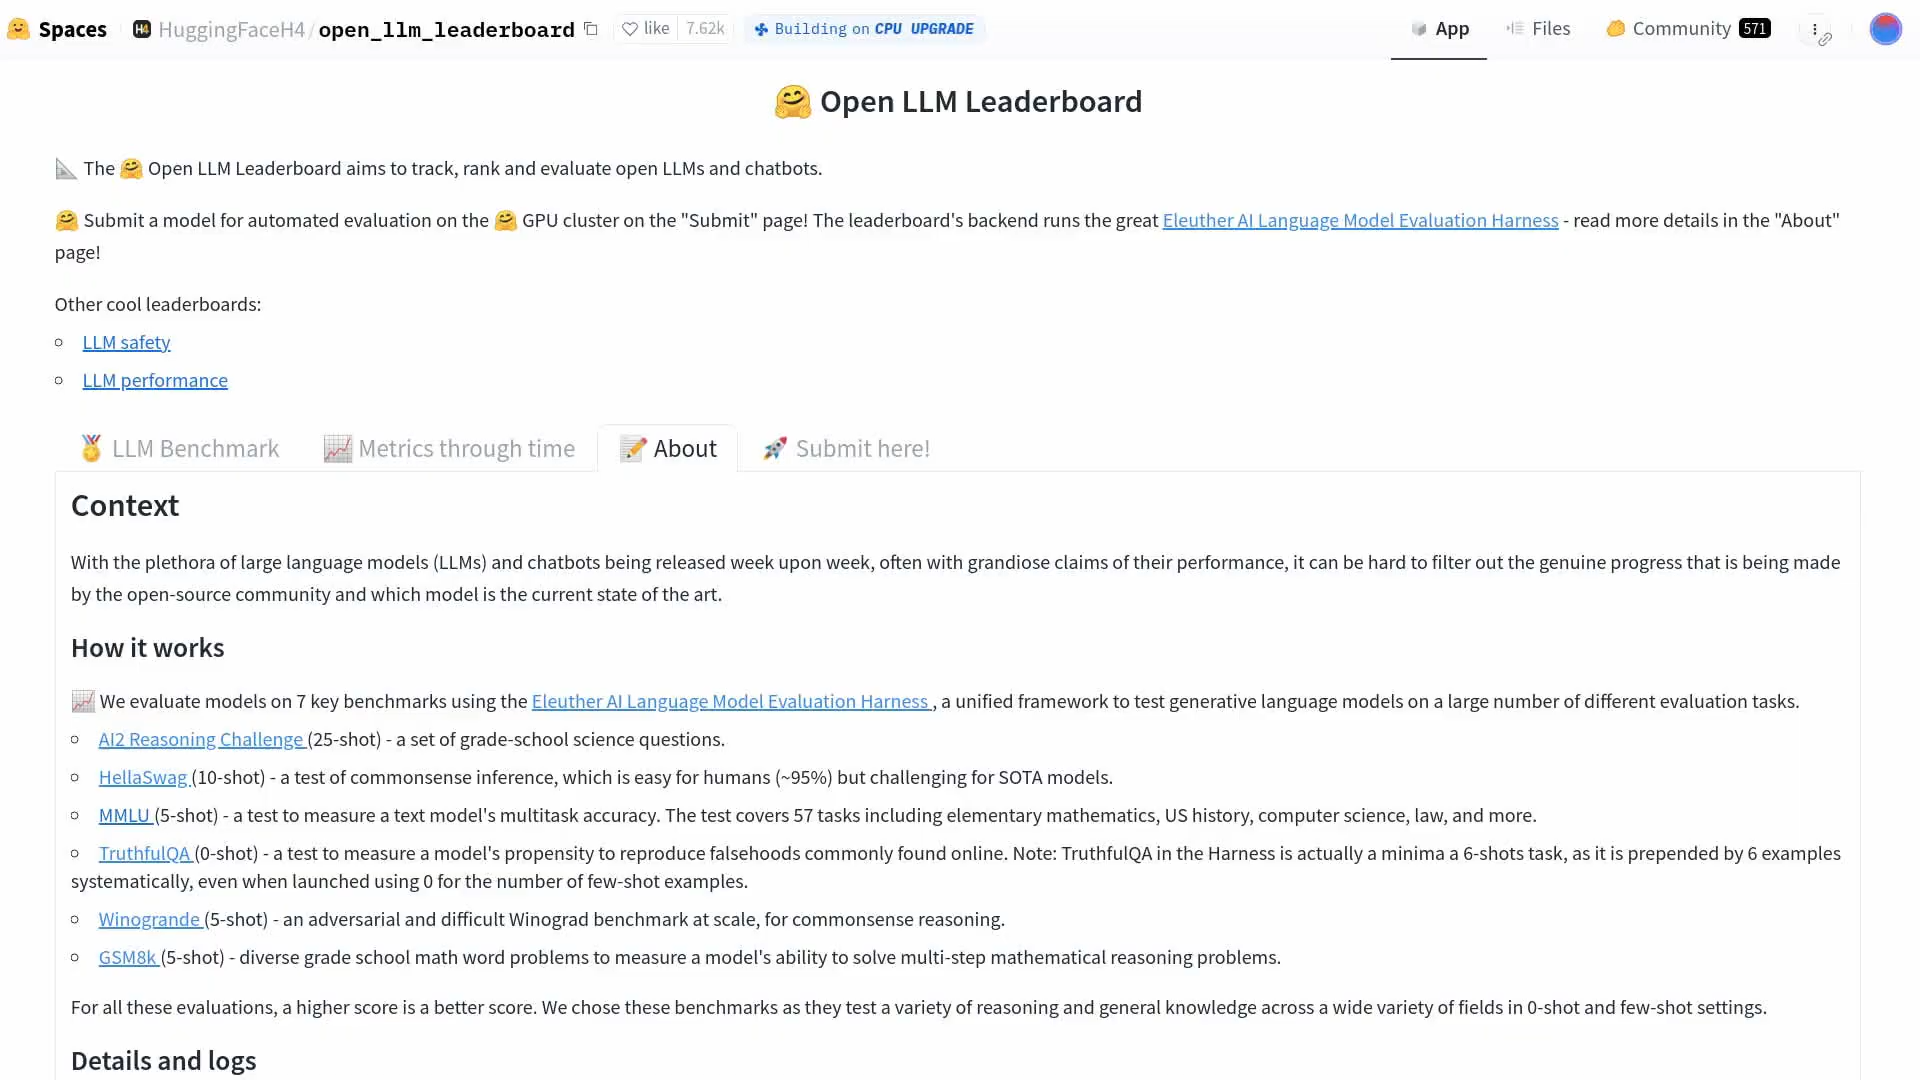 Spaces HuggingFaceH4/open_llm_leaderboard like 7.62k Building on CPU UPGRADE App Files Community 571
Open LLM Leaderboard
The 🤗 Open LLM Leaderboard aims to track, rank and evaluate open LLMs and chatbots.
Submit a model for automated evaluation on the 🤗 GPU cluster on the "Submit" page! The leaderboard's backend runs the great Eleuther AI Language Model Evaluation Harness - read more details in the "About"
page!
Other cool leaderboards:
LLM safety
LLM performance
LLM Benchmark Metrics through time About Submit here!
Context
With the plethora of large language models (LLMs) and chatbots being released week upon week, often with grandiose claims of their performance, it can be hard to filter out the genuine progress that is being made
by the open-source community and which model is the current state of the art.
How it works
We evaluate models on 7 key benchmarks using the Eleuther AI Language Model Evaluation Harness , a unified framework to test generative language models on a large number of different evaluation tasks.
AI2 Reasoning Challenge (25-shot) - a set of grade-school science questions.
HellaSwag (10-shot) - a test of commonsense inference, which is easy for humans (~95%) but challenging for SOTA models.
MMLU (5-shot) - a test to measure a text model's multitask accuracy. The test covers 57 tasks including elementary mathematics, US history, computer science, law, and more.
TruthfulQA (0-shot) - a test to measure a model's propensity to reproduce falsehoods commonly found online. Note: TruthfulQA in the Harness is actually a minima a 6-shots task, as it is prepended by 6 examples
systematically, even when launched using 0 for the number of few-shot examples.
Winogrande (5-shot) - an adversarial and difficult Winograd benchmark at scale, for commonsense reasoning.
GSM8k (5-shot) - diverse grade school math word problems to measure a model's ability to solve multi-step mathematical reasoning problems.
For all these evaluations, a higher score is a better score. We chose these benchmarks as they test a variety of reasoning and general knowledge across a wide variety of fields in 0-shot and few-shot settings.
Details and logs